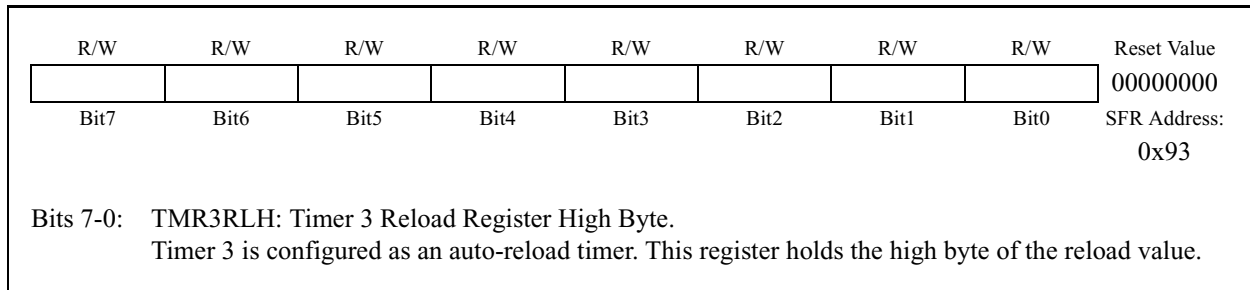 R/W R/W R/W R/W R/W R/W R/W R/W Reset Value
00000000
Bit7 Bit6 Bit5 Bit4 Bit3 Bit2 Bit1 Bit0 SFR Address:
0x93
Bits 7-0: TMR3RLH: Timer 3 Reload Register High Byte.
Timer 3 is configured as an auto-reload timer. This register holds the high byte of the reload value.